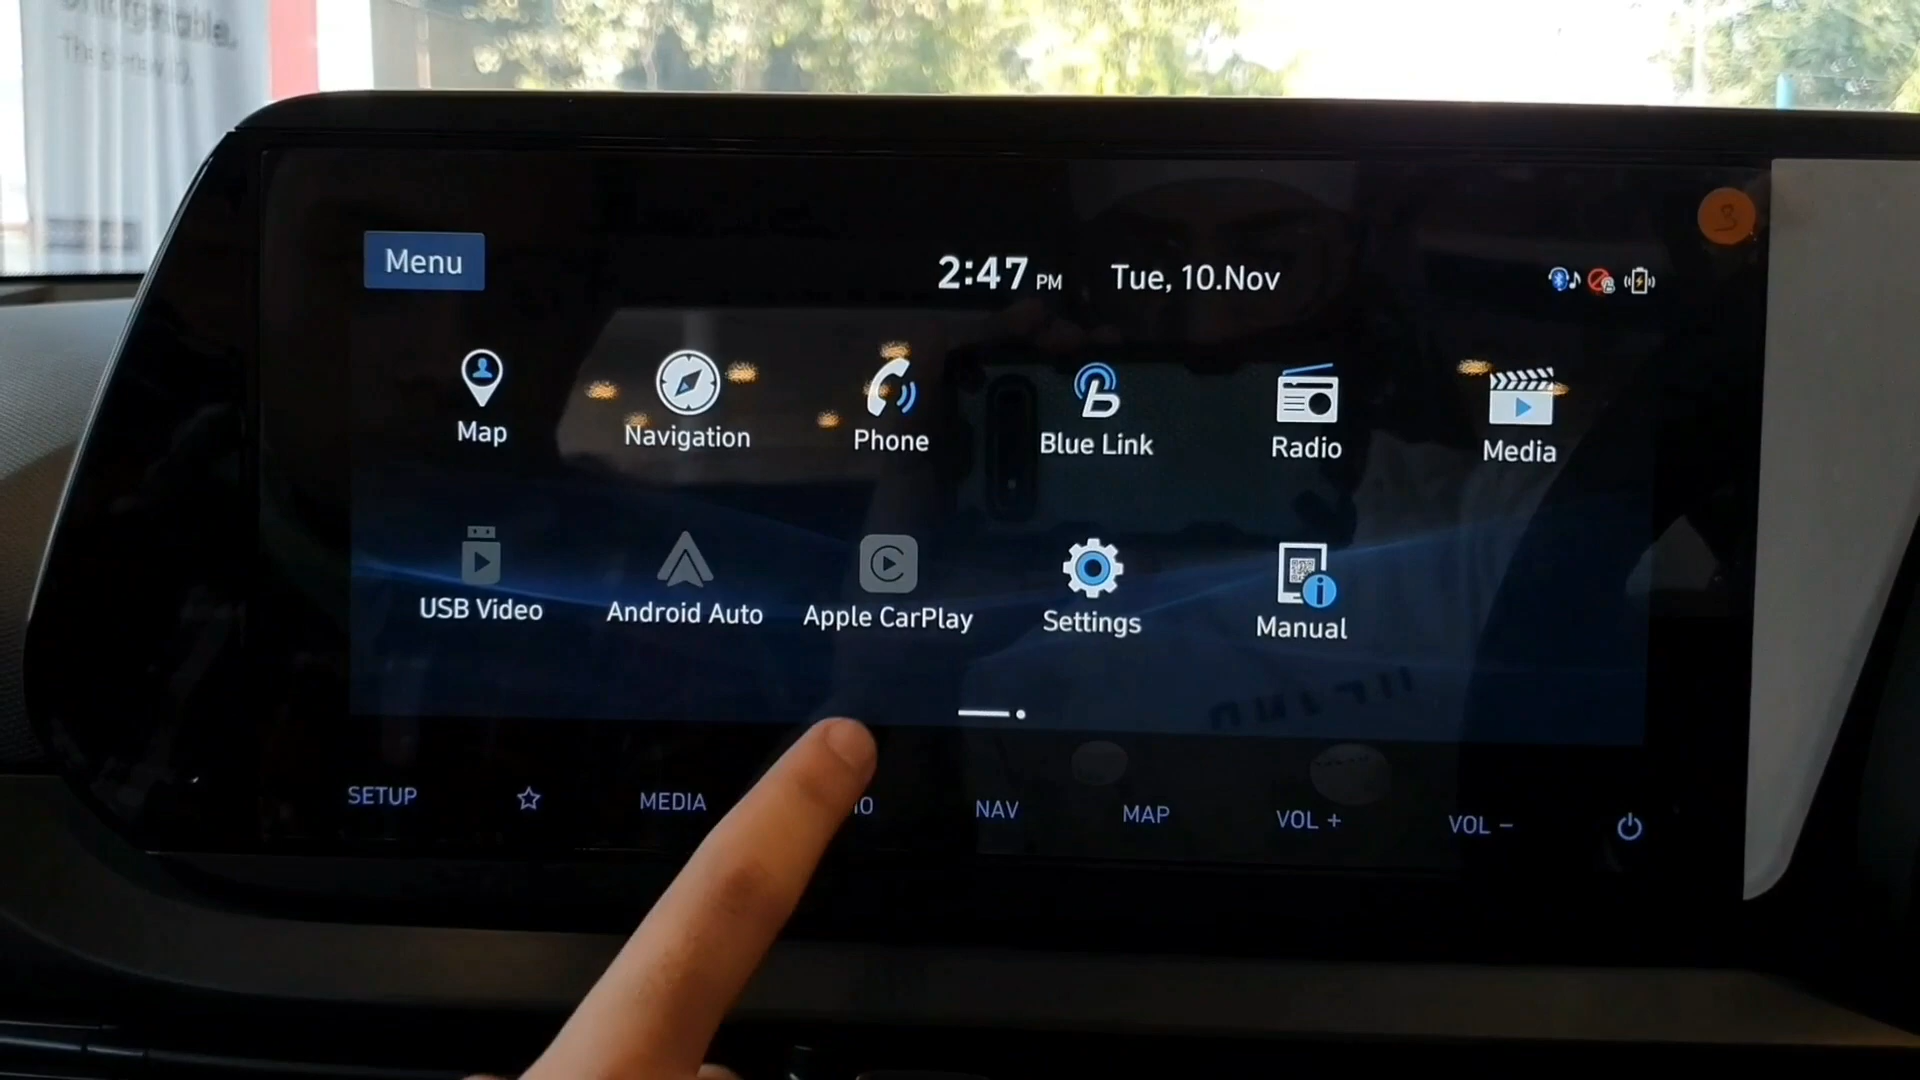 Menu
2:47 PM
Tue, 10.Nov
Map
Navigation
Phone
Blue Link
Radio
Media
USB Video
Android Auto
Apple CarPlay
Settings
Manual
SETUP
MEDIA
NAV
MAP
VOL +
VOL −